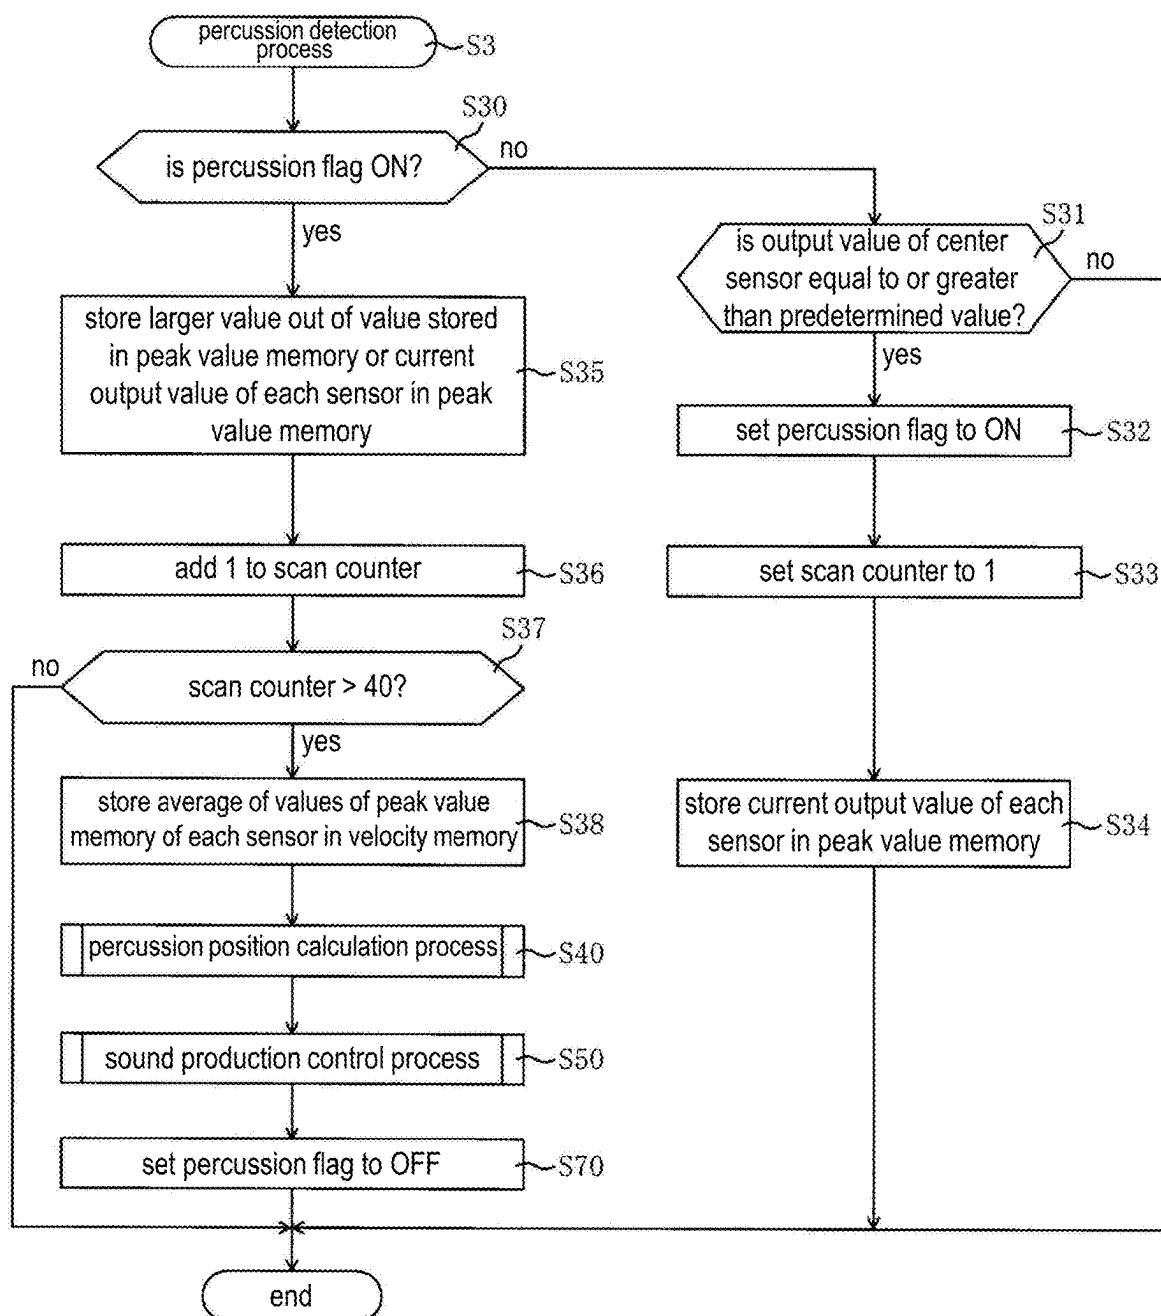 percussion detection
process
S3
S30
is percussion flag ON?
no
yes
S31
is output value of center
sensor equal to or greater
than predetermined value?
no
yes
store larger value out of value stored
in peak value memory or current
output value of each sensor in peak
value memory
S35
set percussion flag to ON
S32
add 1 to scan counter
S36
set scan counter to 1
S33
S37
no
scan counter > 40?
yes
store average of values of peak value
memory of each sensor in velocity memory
S38
store current output value of each
sensor in peak value memory
S34
percussion position calculation process
S40
sound production control process
S50
set percussion flag to OFF
S70
end